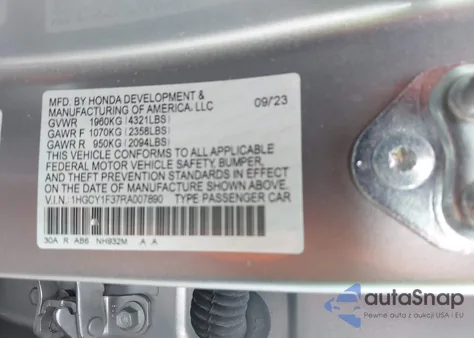 MFD. BY HONDA DEVELOPMENT &
MANUFACTURING OF AMERICA, LLC
09/23
GVWR 1960KG (4321LBS)
GAWR F 1070KG (2358LBS)
GAWR R 950KG (2094LBS)
THIS VEHICLE CONFORMS TO ALL APPLICABLE
FEDERAL MOTOR VEHICLE SAFETY, BUMPER,
AND THEFT PREVENTION STANDARDS IN EFFECT
ON THE DATE OF MANUFACTURE SHOWN ABOVE.
V.I.N.: 1HGCY1F37RA007890 TYPE PASSENGER CAR
30A R AB6 NH932M A A
autoSnap
Pewne auta z aukcji USA i EU